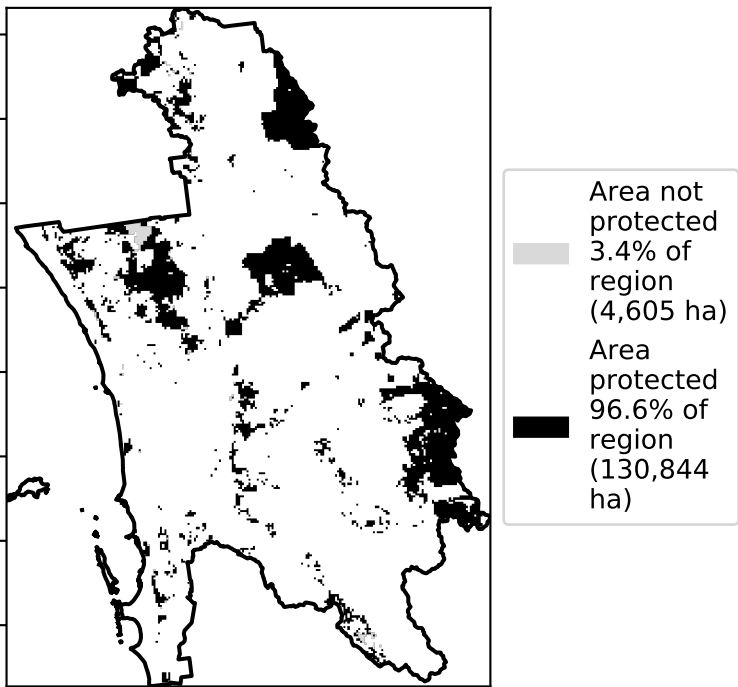 Area not
protected
3.4% of
region
(4,605 ha)
Area
protected
96.6% of
region
(130,844
ha)